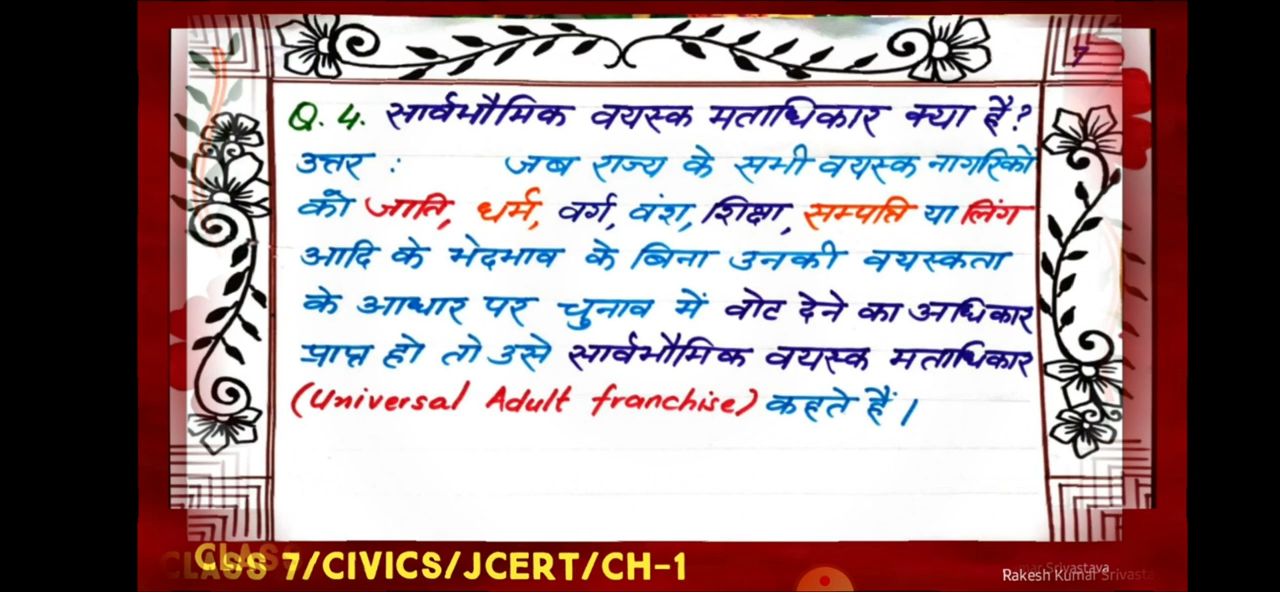 7
Q. 4. सार्वभौमिक वयस्क मताधिकार क्या है?
उत्तर : जब राज्य के सभी वयस्क नागरिकों
को जाति, धर्म, वर्ग, वंश, शिक्षा, सम्पत्ति या लिंग
आदि के भेदभाव के बिना उनकी वयस्कता
के आधार पर चुनाव में वोट देने का अधिकार
प्राप्त हो तो उसे सार्वभौमिक वयस्क मताधिकार
(Universal Adult franchise) कहते हैं।
CLASS 7/CIVICS/JCERT/CH-1
Rakesh Kumar Srivastava